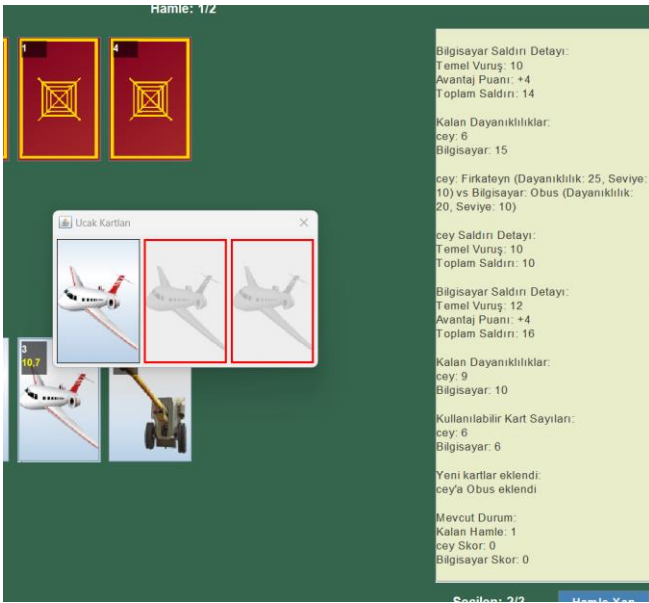 Hamle: 1/2
1
4
Bilgisayar Saldırı Detayı:
Temel Vuruş: 10
Avantaj Puanı: +4
Toplam Saldırı: 14
Kalan Dayanıklılıklar:
cey: 6
Bilgisayar: 15
cey: Firkateyn (Dayanıklılık: 25, Seviye:
10) vs Bilgisayar: Obus (Dayanıklılık:
20, Seviye: 10)
Ucak Kartları
cey Saldırı Detayı:
Temel Vuruş: 10
Toplam Saldırı: 10
Bilgisayar Saldırı Detayı:
Temel Vuruş: 12
Avantaj Puanı: +4
Toplam Saldırı: 16
3
10,7
Kalan Dayanıklılıklar:
cey: 9
Bilgisayar: 10
Kullanılabilir Kart Sayıları:
cey: 6
Bilgisayar: 6
Yeni kartlar eklendi:
cey'a Obus eklendi
Mevcut Durum:
Kalan Hamle: 1
cey Skor: 0
Bilgisayar Skor: 0
Seçilen: 2/3
Hamle Yap